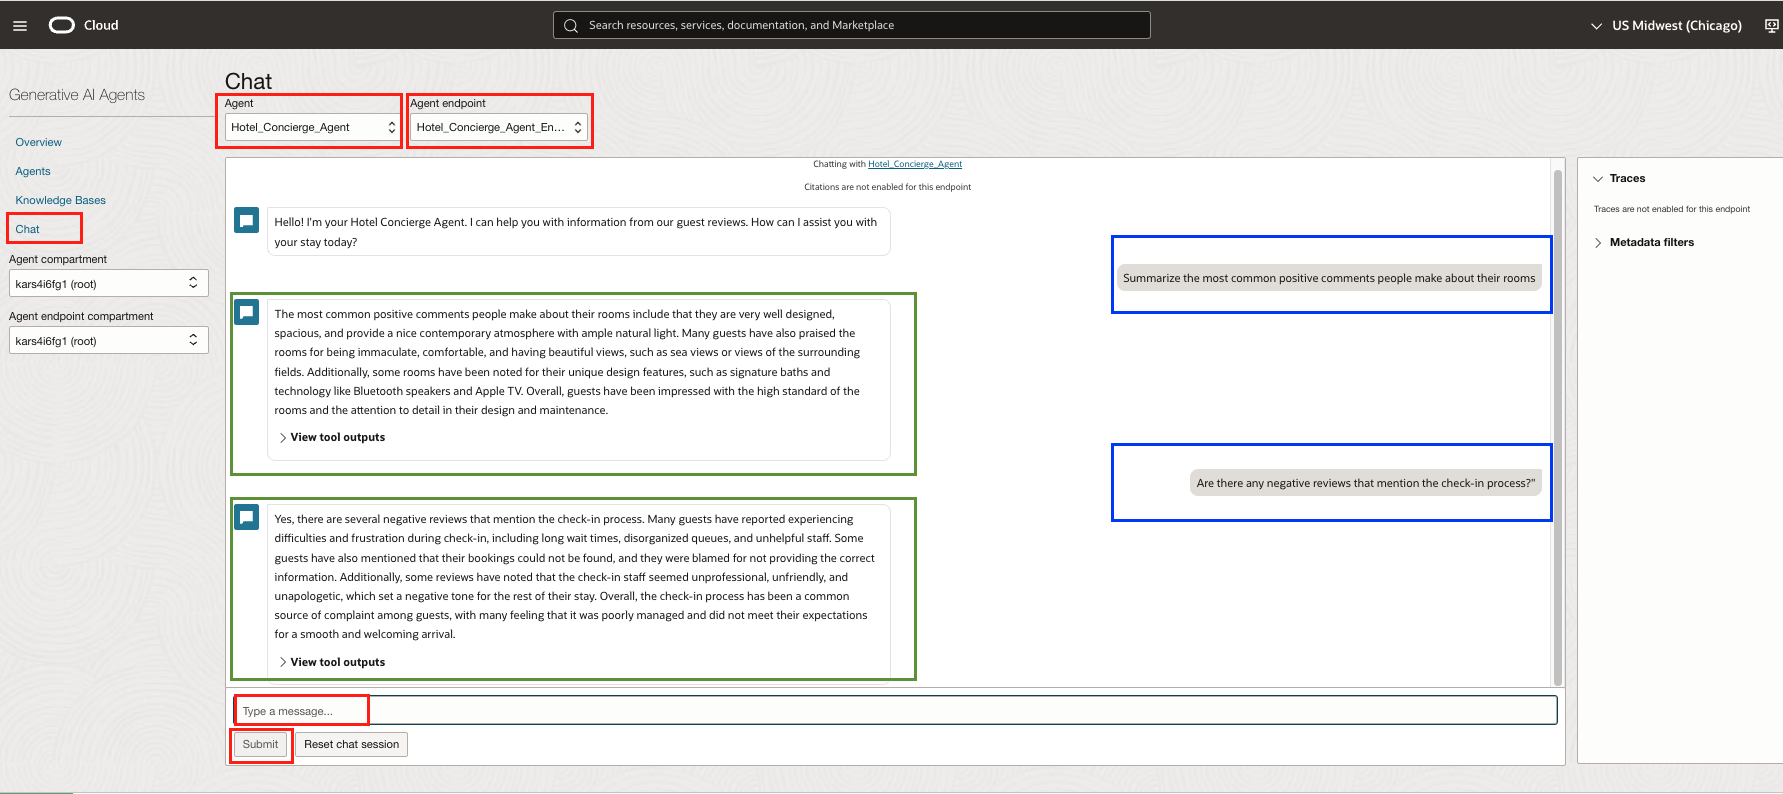 Cloud
Search resources, services, documentation, and Marketplace
US Midwest (Chicago)
Generative AI Agents
Overview
Agents
Knowledge Bases
Chat
Agent compartment
kars4i6fg1 (root)
Agent endpoint compartment
kars4i6fg1 (root)
Chat
Agent
Agent endpoint
Hotel_Concierge_Agent
Hotel_Concierge_Agent_En...
Chatting with Hotel_Concierge_Agent
Citations are not enabled for this endpoint
Hello! I'm your Hotel Concierge Agent. I can help you with information from our guest reviews. How can I assist you with
your stay today?
Summarize the most common positive comments people make about their rooms
The most common positive comments people make about their rooms include that they are very well designed,
spacious, and provide a nice contemporary atmosphere with ample natural light. Many guests have also praised the
rooms for being immaculate, comfortable, and having beautiful views, such as sea views or views of the surrounding
fields. Additionally, some rooms have been noted for their unique design features, such as signature baths and
technology like Bluetooth speakers and Apple TV. Overall, guests have been impressed with the high standard of the
rooms and the attention to detail in their design and maintenance.
View tool outputs
Are there any negative reviews that mention the check-in process?"
Yes, there are several negative reviews that mention the check-in process. Many guests have reported experiencing
difficulties and frustration during check-in, including long wait times, disorganized queues, and unhelpful staff. Some
guests have also mentioned that their bookings could not be found, and they were blamed for not providing the correct
information. Additionally, some reviews have noted that the check-in staff seemed unprofessional, unfriendly, and
unapologetic, which set a negative tone for the rest of their stay. Overall, the check-in process has been a common
source of complaint among guests, with many feeling that it was poorly managed and did not meet their expectations
for a smooth and welcoming arrival.
View tool outputs
Type a message...
Submit
Reset chat session
Traces
Traces are not enabled for this endpoint
Metadata filters